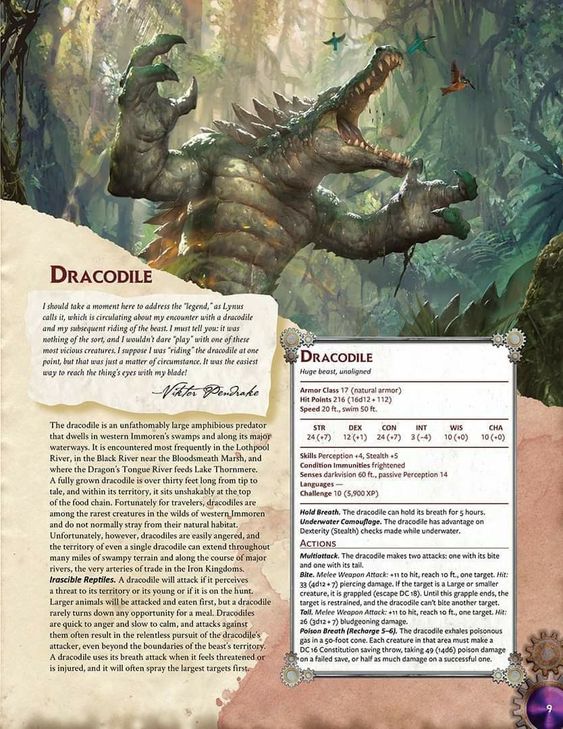 DRACODILE
I should take a moment here to address the "legend," as Lynus
calls it, which is circulating about my encounter with a dracodile
and my subsequent riding of the beast. I must tell you: it was
nothing of the sort, and I wouldn't dare "play" with one of these
most vicious creatures. I suppose I was "riding" the dracodile at one
point, but that was just a matter of circumstance. It was the easiest
way to reach the thing's eyes with my blade!
Viktor Pendrake
The dracodile is an unfathomably large amphibious predator
that dwells in western Immoren's swamps and along its major
waterways. It is encountered most frequently in the Lothpool
River, in the Black River near the Bloodsmeath Marsh, and
where the Dragon's Tongue River feeds Lake Thornmere.
A fully grown dracodile is over thirty feet long from tip to
tale, and within its territory, it sits unshakably at the top
of the food chain. Fortunately for travelers, dracodiles are
among the rarest creatures in the wilds of western Immoren
and do not normally stray from their natural habitat.
Unfortunately, however, dracodiles are easily angered, and
the territory of even a single dracodile can extend throughout
many miles of swampy terrain and along the course of major
rivers, the very arteries of trade in the Iron Kingdoms.
Irascible Reptiles. A dracodile will attack if it perceives
a threat to its territory or its young or if it is on the hunt.
Larger animals will be attacked and eaten first, but a dracodile
rarely turns down any opportunity for a meal. Dracodiles
are quick to anger and slow to calm, and attacks against
them often result in the relentless pursuit of the dracodile's
attacker, even beyond the boundaries of the beast's territory.
A dracodile uses its breath attack when it feels threatened or
is injured, and it will often spray the largest targets first.
DRACODILE
Huge beast, unaligned
Armor Class 17 (natural armor)
Hit Points 216 (16d12 + 112)
Speed 20 ft., swim 50 ft.
STR DEX CON INT WIS CHA
24 (+7) 12 (+1) 24 (+7) 3 (−4) 10 (+0) 10 (+0)
Skills Perception +4, Stealth +5
Condition Immunities frightened
Senses darkvision 60 ft., passive Perception 14
Languages —
Challenge 10 (5,900 XP)
Hold Breath. The dracodile can hold its breath for 5 hours.
Underwater Camouflage. The dracodile has advantage on
Dexterity (Stealth) checks made while underwater.
ACTIONS
Multiattack. The dracodile makes two attacks: one with its bite
and one with its tail.
Bite. Melee Weapon Attack: +11 to hit, reach 10 ft., one target. Hit:
33 (4d12 + 7) piercing damage. If the target is a Large or smaller
creature, it is grappled (escape DC 18). Until this grapple ends, the
target is restrained, and the dracodile can't bite another target.
Tail. Melee Weapon Attack: +11 to hit, reach 10 ft., one target. Hit:
26 (3d12 + 7) bludgeoning damage.
Poison Breath (Recharge 5–6). The dracodile exhales poisonous
gas in a 50-foot cone. Each creature in that area must make a
DC 16 Constitution saving throw, taking 49 (14d6) poison damage
on a failed save, or half as much damage on a successful one.
9